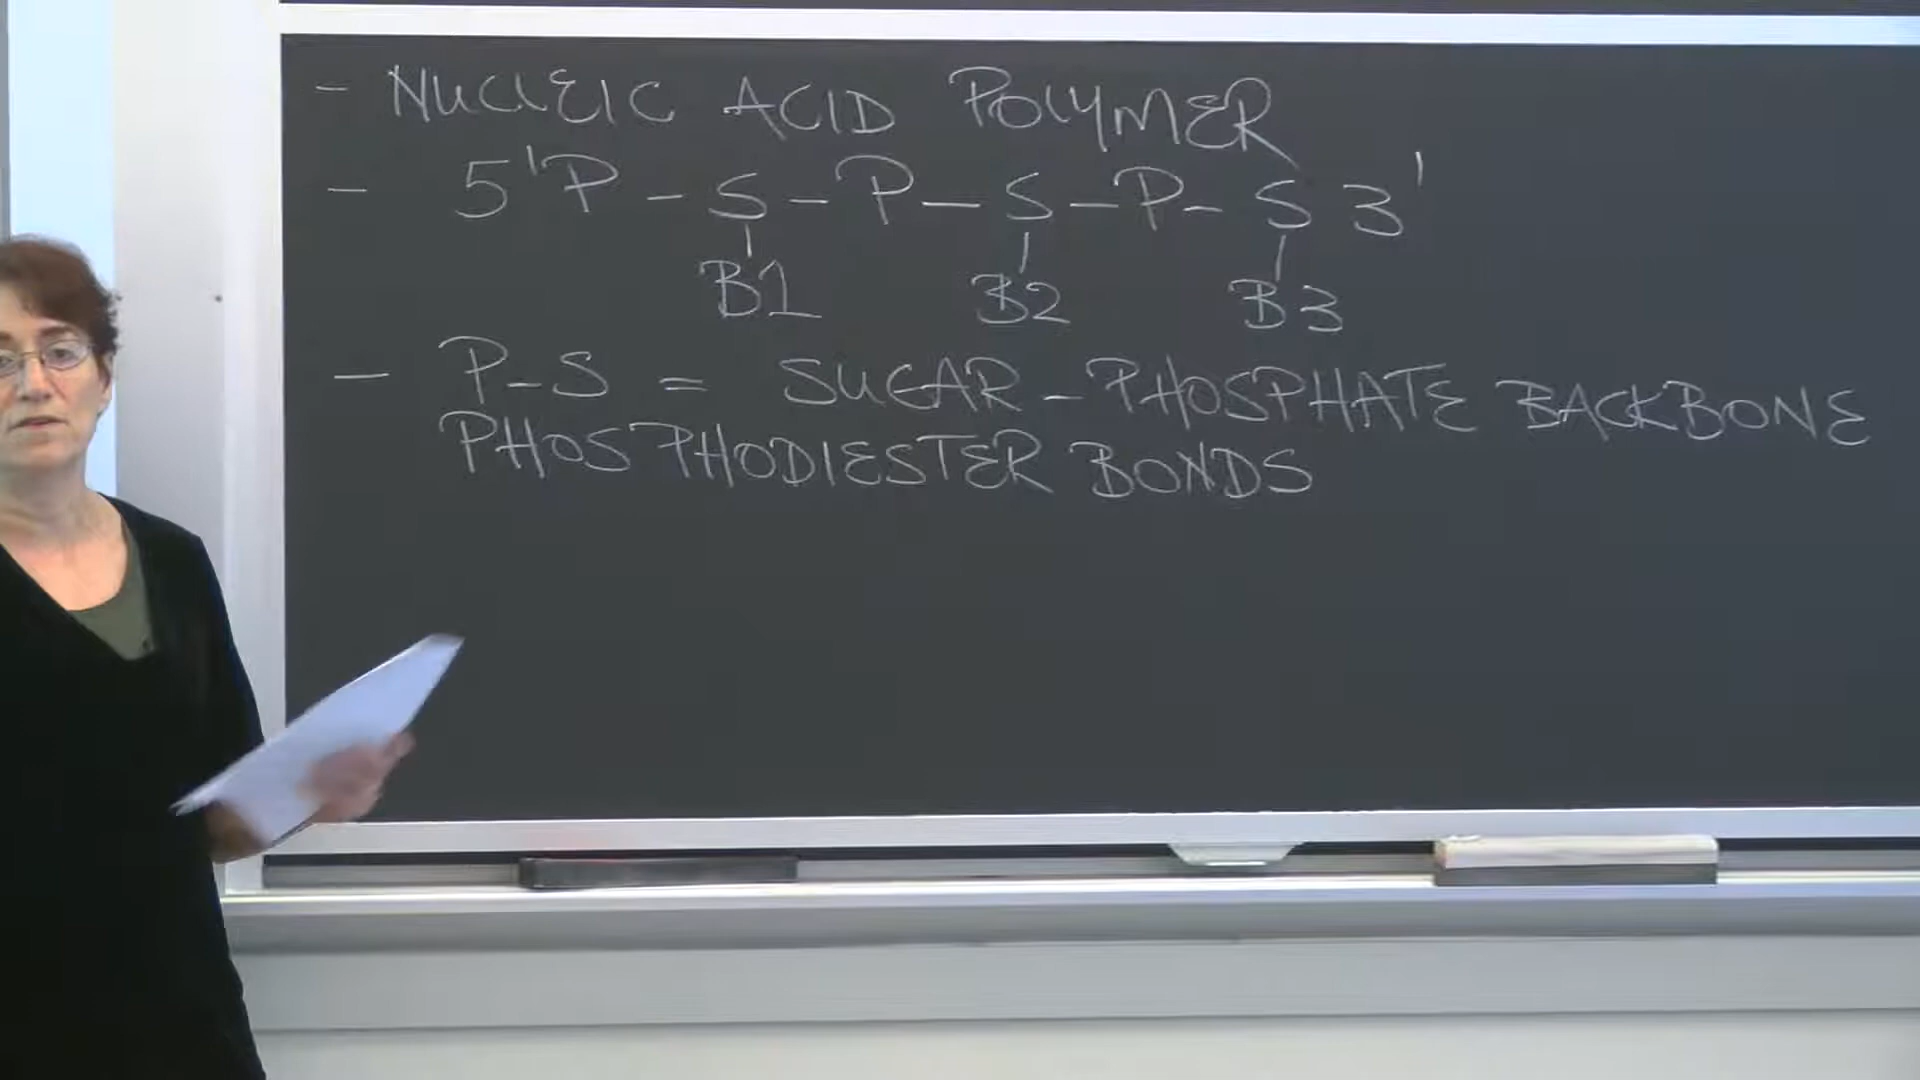 - NUCLEIC ACID POLYMER
- 5'P - S - P - S - P - S 3'
B1 B2 B3
- P-S = SUGAR-PHOSPHATE BACKBONE
PHOSPHODIESTER BONDS